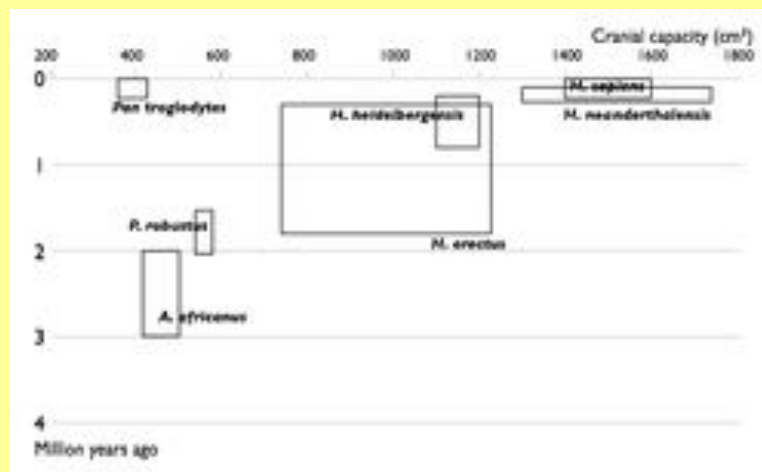 Cranial capacity (cm³)
200 400 600 800 1000 1200 1400 1600 1800
0
M. sapiens
Pan troglodytes
H. heidelbergensis
H. neanderthalensis
1
P. robustus
H. erectus
2
A. africanus
3
4
Million years ago